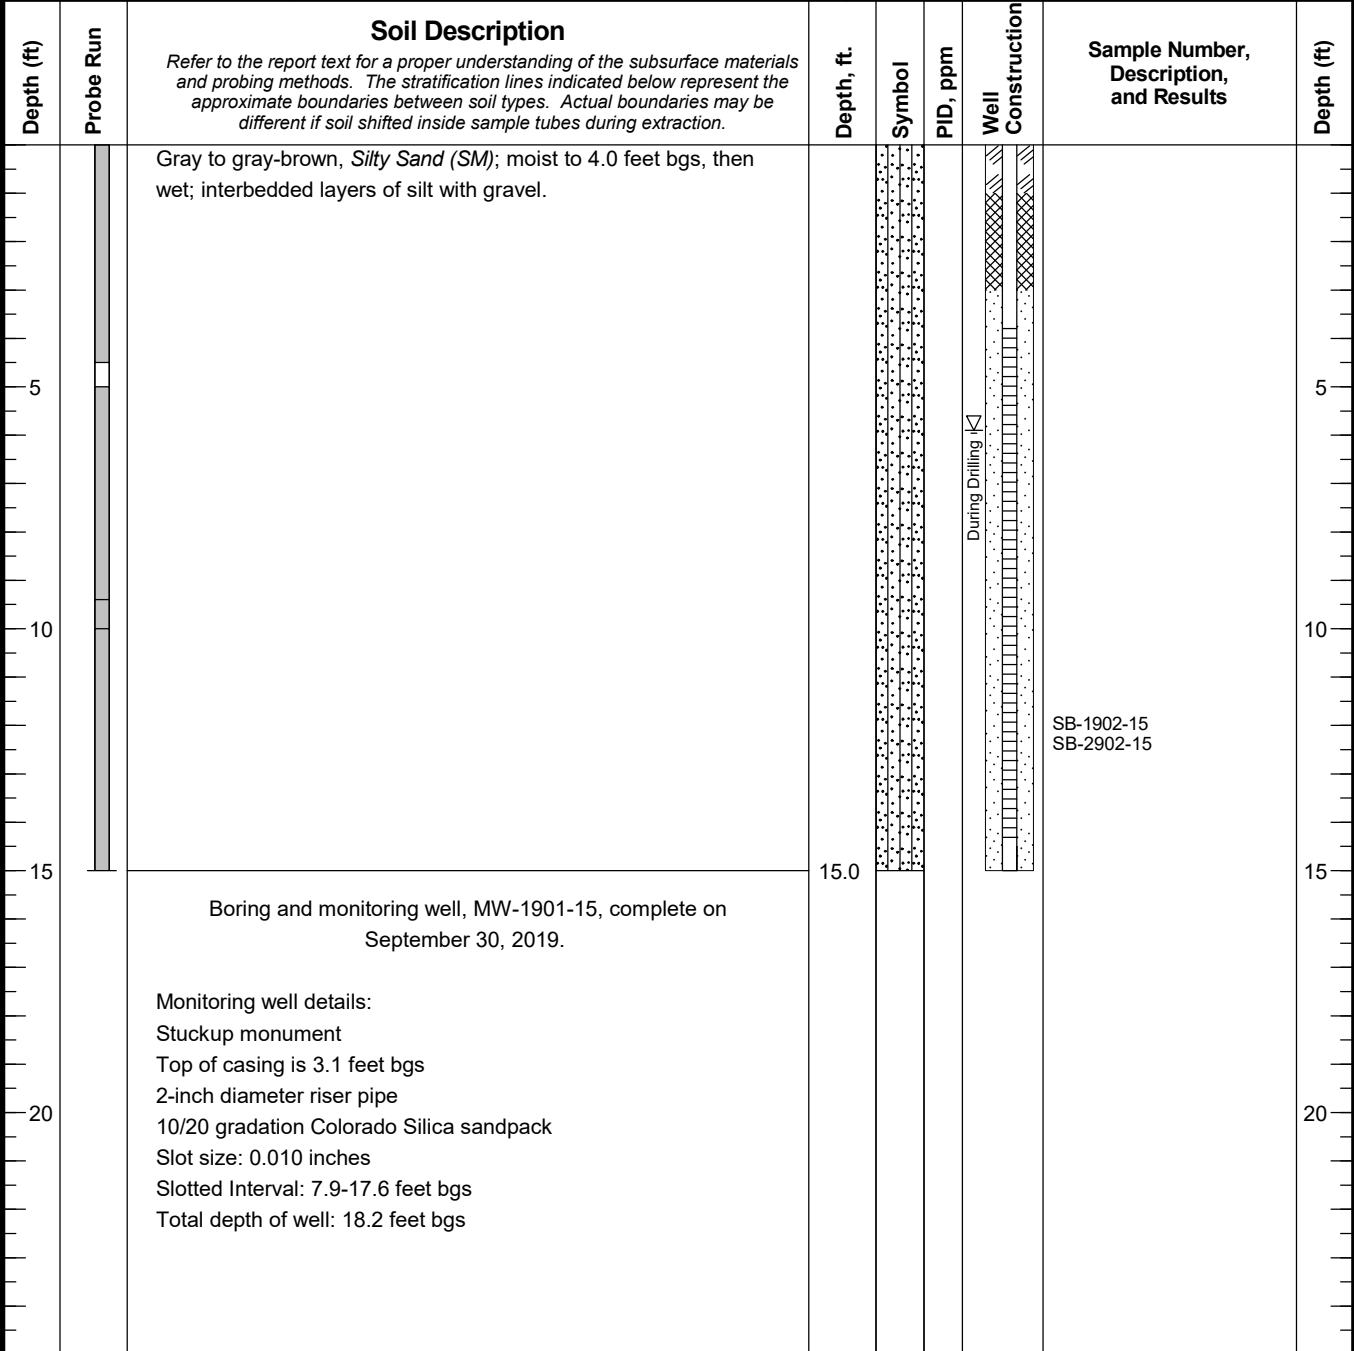 Depth (ft)
Probe Run
Soil Description
Refer to the report text for a proper understanding of the subsurface materials
and probing methods. The stratification lines indicated below represent the
approximate boundaries between soil types. Actual boundaries may be
different if soil shifted inside sample tubes during extraction.
Depth, ft.
Symbol
PID, ppm
Well
Construction
Sample Number,
Description,
and Results
Depth (ft)
Gray to gray-brown, Silty Sand (SM); moist to 4.0 feet bgs, then
wet; interbedded layers of silt with gravel.
5
5
During Drilling
10
10
SB-1902-15
SB-2902-15
15
15.0
15
Boring and monitoring well, MW-1901-15, complete on
September 30, 2019.
Monitoring well details:
Stuckup monument
Top of casing is 3.1 feet bgs
2-inch diameter riser pipe
10/20 gradation Colorado Silica sandpack
Slot size: 0.010 inches
Slotted Interval: 7.9-17.6 feet bgs
Total depth of well: 18.2 feet bgs
20
20